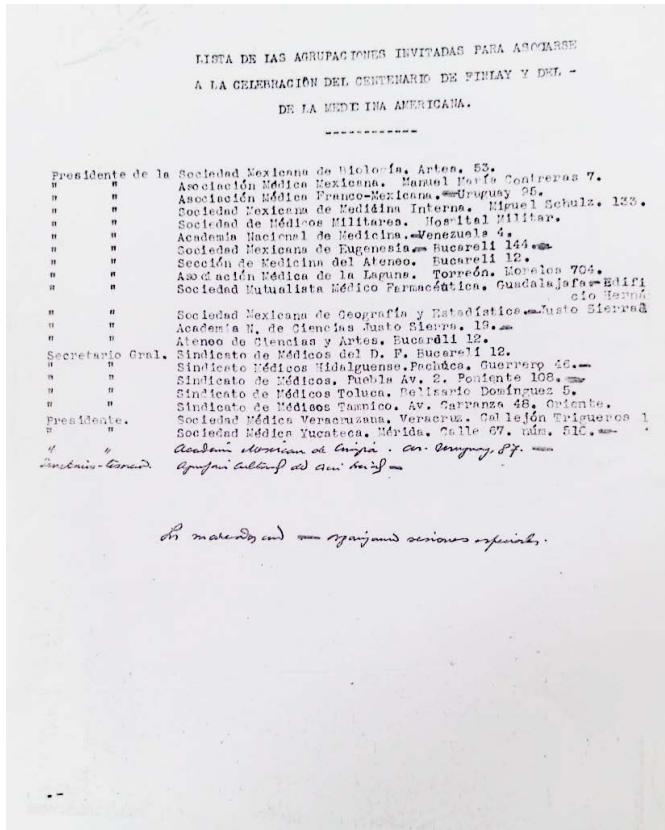 LISTA DE LAS AGRUPACIONES INVITADAS PARA ASOCIARSE
A LA CELEBRACIÓN DEL CENTENARIO DE FINLAY Y DEL -
DE LA MEDICINA AMERICANA.
------------
Presidente de la Sociedad Mexicana de Biología. Artes. 53.
" " Asociación Médica Mexicana. Manuel María Contreras 7.
" " Asociación Médica Franco-Mexicana. Uruguay 95.
" " Sociedad Mexicana de Medicina Interna. Miguel Schulz. 133.
" " Sociedad de Médicos Militares. Hospital Militar.
" " Academia Nacional de Medicina. Venezuela 4.
" " Sociedad Mexicana de Eugenesia. Bucareli 144.
" " Sección de Medicina del Ateneo. Bucareli 12.
" " Asociación Médica de la Laguna. Torreón. Morelos 704.
" " Sociedad Mutualista Médico Farmacéutica. Guadalajara Edifi
cio Herná
" " Sociedad Mexicana de Geografía y Estadística. Justo Sierra
" " Academia N. de Ciencias Justo Sierra. 19.
" " Ateneo de Ciencias y Artes. Bucareli 12.
Secretario Gral. Sindicato de Médicos del D. F. Bucareli 12.
" " Sindicato Médicos Hidalguense. Pachuca. Guerrero 46.
" " Sindicato de Médicos. Puebla Av. 2. Poniente 108.
" " Sindicato de Médicos Toluca. Belisario Domínguez 5.
" " Sindicato de Médicos Tampico. Av. Carranza 48. Oriente.
Presidente. Sociedad Médica Veracruzana. Veracruz. Callejón Trigueros 1
" " Sociedad Médica Yucateca. Mérida. Calle 67. núm. 516.
" " Academia Mexicana de Cirugía. Av. Uruguay, 87.
Agrupación Cultural de
Los marcados con organizando sesiones especiales.